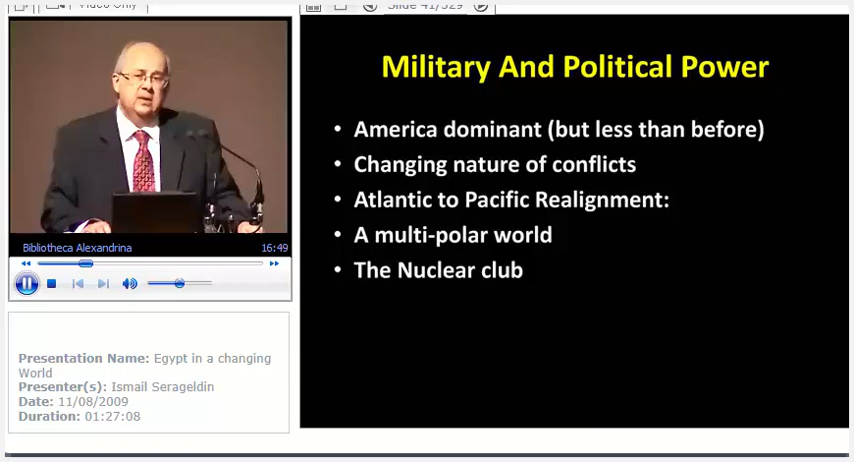 Video Only
Slide 41/329
Military And Political Power
• America dominant (but less than before)
• Changing nature of conflicts
• Atlantic to Pacific Realignment:
• A multi-polar world
• The Nuclear club
Bibliotheca Alexandrina 16:49
Presentation Name: Egypt in a changing
World
Presenter(s): Ismail Serageldin
Date: 11/08/2009
Duration: 01:27:08